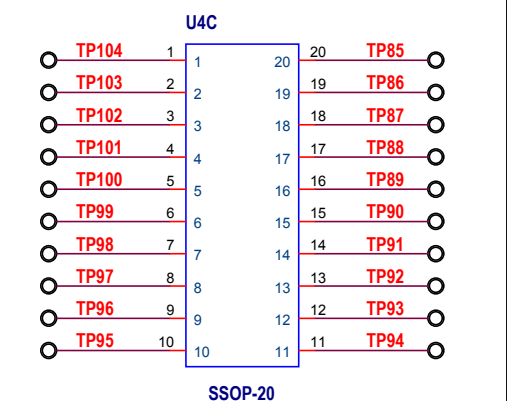 U4C
TP104 1 1 20 20 TP85
TP103 2 2 19 19 TP86
TP102 3 3 18 18 TP87
TP101 4 4 17 17 TP88
TP100 5 5 16 16 TP89
TP99 6 6 15 15 TP90
TP98 7 7 14 14 TP91
TP97 8 8 13 13 TP92
TP96 9 9 12 12 TP93
TP95 10 10 11 11 TP94
SSOP-20